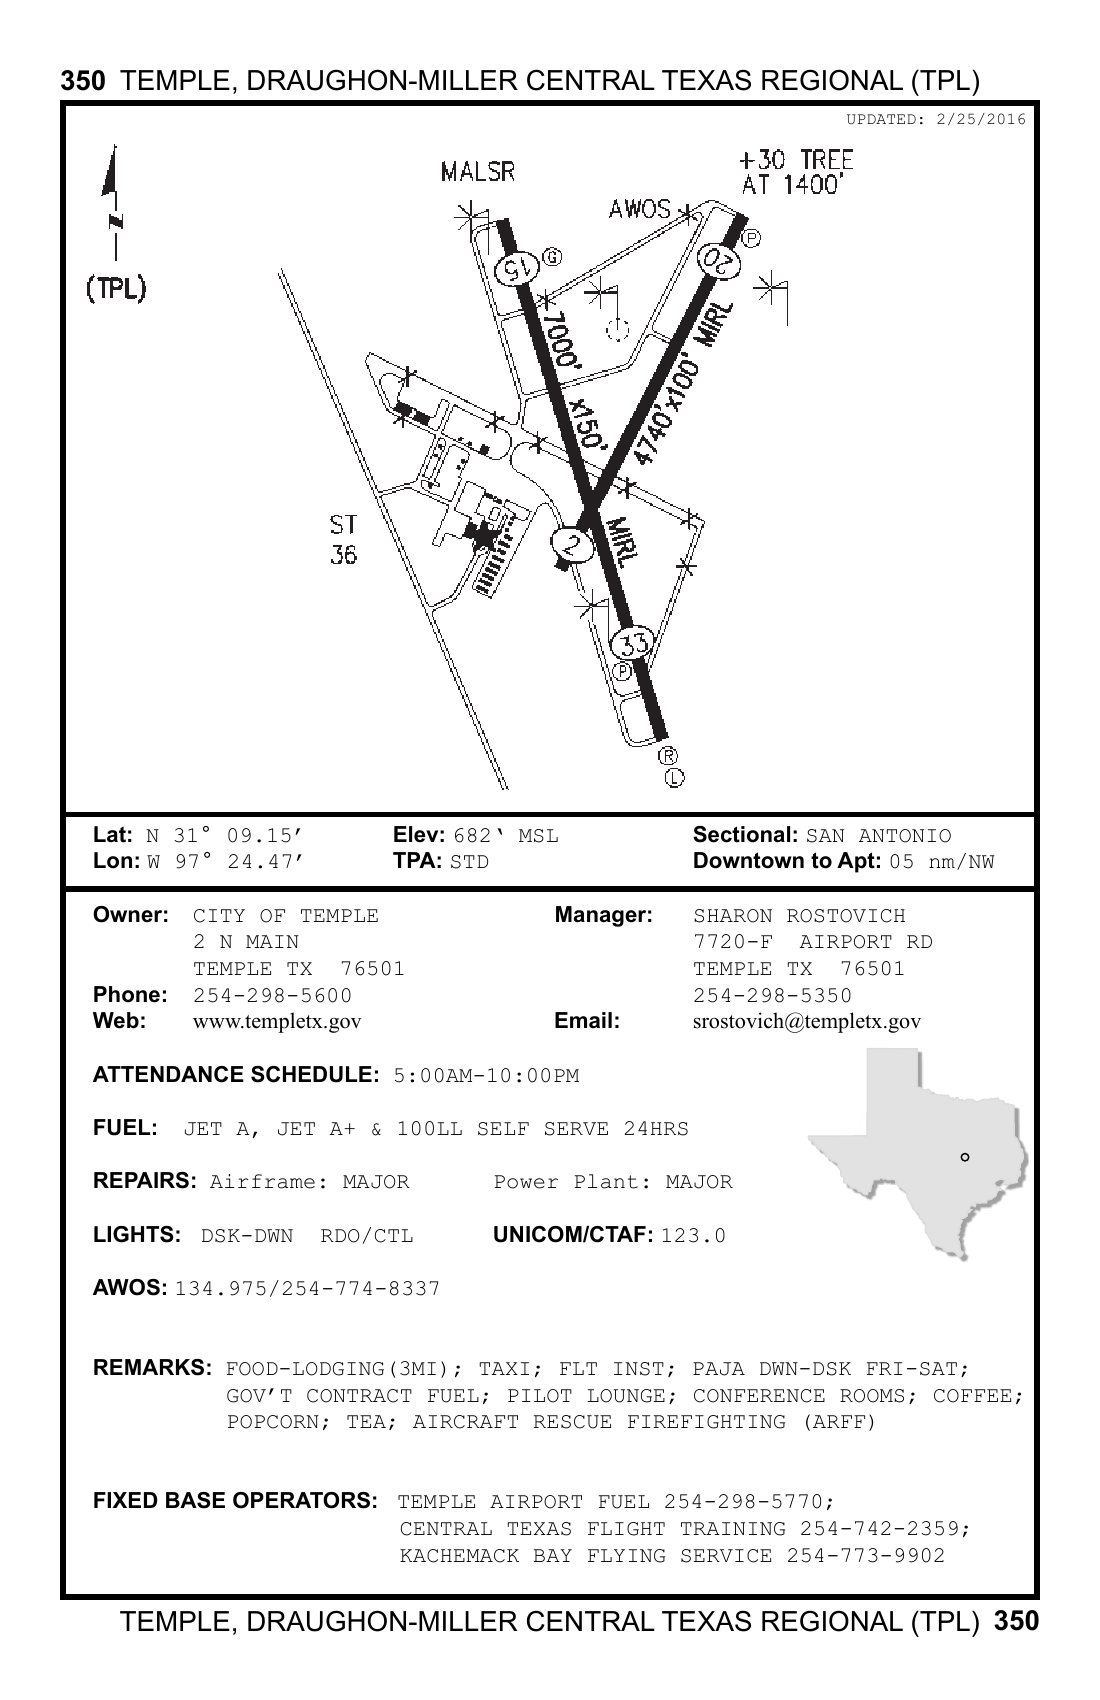 350 TEMPLE, DRAUGHON-MILLER CENTRAL TEXAS REGIONAL (TPL)
UPDATED: 2/25/2016
+30 TREE
AT 1400'
MALSR
AWOS
N
(TPL)
15
G
20
P
7000'
x150'
MIRL
4740'x100' MIRL
ST
36
2
33
P
R
L
Lat: N 31° 09.15’ Elev: 682‘ MSL Sectional: SAN ANTONIO
Lon: W 97° 24.47’ TPA: STD Downtown to Apt: 05 nm/NW
Owner: CITY OF TEMPLE Manager: SHARON ROSTOVICH
2 N MAIN 7720-F AIRPORT RD
TEMPLE TX 76501 TEMPLE TX 76501
Phone: 254-298-5600 254-298-5350
Web: www.templetx.gov Email: srostovich@templetx.gov
ATTENDANCE SCHEDULE: 5:00AM-10:00PM
FUEL: JET A, JET A+ & 100LL SELF SERVE 24HRS
REPAIRS: Airframe: MAJOR Power Plant: MAJOR
LIGHTS: DSK-DWN RDO/CTL UNICOM/CTAF: 123.0
AWOS: 134.975/254-774-8337
REMARKS: FOOD-LODGING(3MI); TAXI; FLT INST; PAJA DWN-DSK FRI-SAT;
GOV’T CONTRACT FUEL; PILOT LOUNGE; CONFERENCE ROOMS; COFFEE;
POPCORN; TEA; AIRCRAFT RESCUE FIREFIGHTING (ARFF)
FIXED BASE OPERATORS: TEMPLE AIRPORT FUEL 254-298-5770;
CENTRAL TEXAS FLIGHT TRAINING 254-742-2359;
KACHEMACK BAY FLYING SERVICE 254-773-9902
TEMPLE, DRAUGHON-MILLER CENTRAL TEXAS REGIONAL (TPL) 350